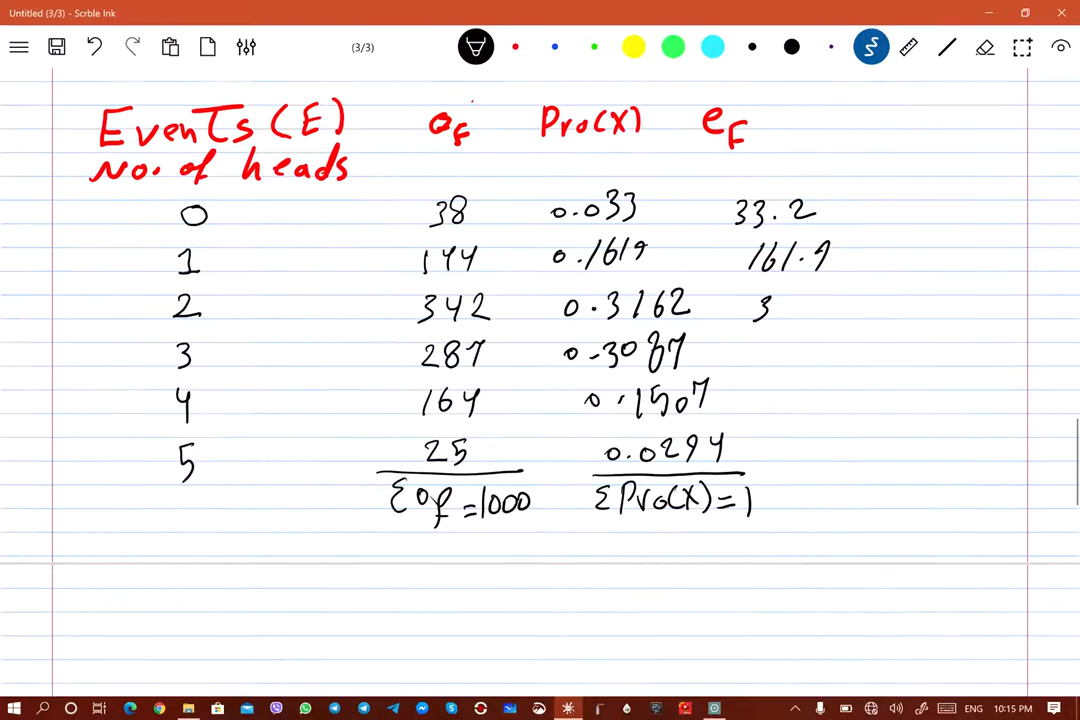 Untitled (3/3) - Scrble Ink
(3/3)
Events (E) of Pro(X) eF
No. of heads
0 38 0.033 33.2
1 144 0.1619 161.9
2 342 0.3162 3
3 287 0.3087
4 164 0.1507
5 25 0.0294
Σof=1000 ΣPro(X)=1
ENG 10:15 PM